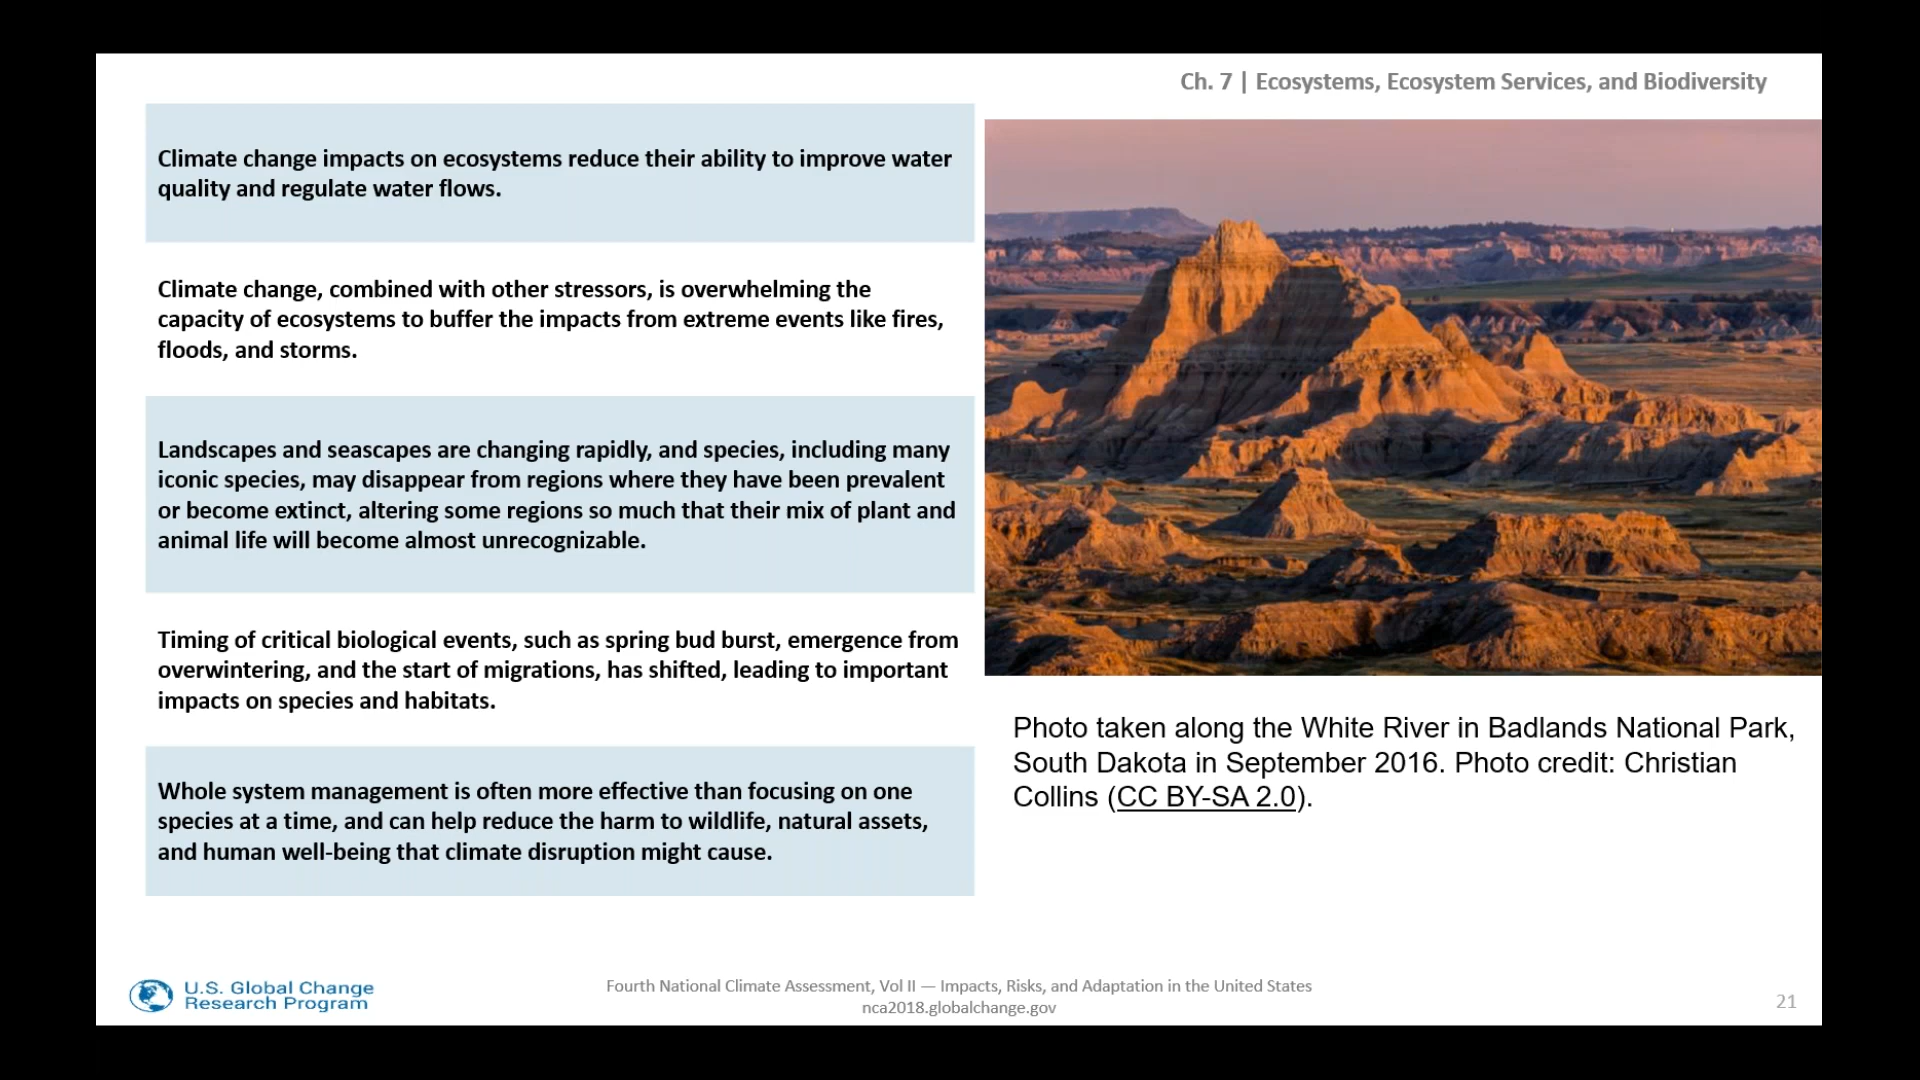 Ch. 7 | Ecosystems, Ecosystem Services, and Biodiversity
Climate change impacts on ecosystems reduce their ability to improve water
quality and regulate water flows.
Climate change, combined with other stressors, is overwhelming the
capacity of ecosystems to buffer the impacts from extreme events like fires,
floods, and storms.
Landscapes and seascapes are changing rapidly, and species, including many
iconic species, may disappear from regions where they have been prevalent
or become extinct, altering some regions so much that their mix of plant and
animal life will become almost unrecognizable.
Timing of critical biological events, such as spring bud burst, emergence from
overwintering, and the start of migrations, has shifted, leading to important
impacts on species and habitats.
Whole system management is often more effective than focusing on one
species at a time, and can help reduce the harm to wildlife, natural assets,
and human well-being that climate disruption might cause.
Photo taken along the White River in Badlands National Park,
South Dakota in September 2016. Photo credit: Christian
Collins (CC BY-SA 2.0).
U.S. Global Change
Research Program
Fourth National Climate Assessment, Vol II — Impacts, Risks, and Adaptation in the United States
nca2018.globalchange.gov
21